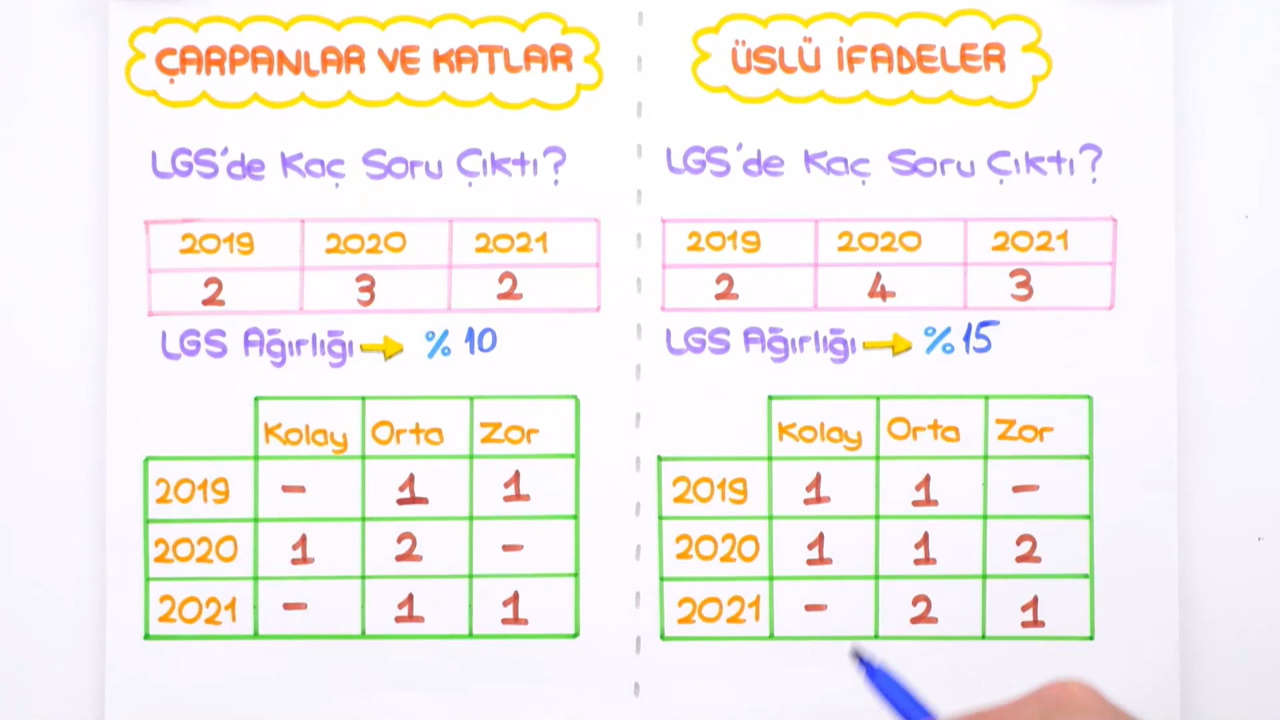 ÇARPANLAR VE KATLAR
LGS'de Kaç Soru Çıktı?
2019 2020 2021
2 3 2
LGS Ağırlığı → % 10
Kolay Orta Zor
2019 - 1 1
2020 1 2 -
2021 - 1 1
ÜSLÜ İFADELER
LGS'de Kaç Soru Çıktı?
2019 2020 2021
2 4 3
LGS Ağırlığı → % 15
Kolay Orta Zor
2019 1 1 -
2020 1 1 2
2021 - 2 1